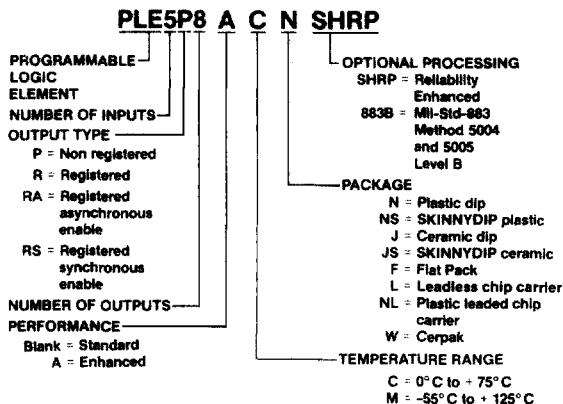 PLE5P8 A C N SHRP
PROGRAMMABLE
LOGIC
ELEMENT
NUMBER OF INPUTS
OUTPUT TYPE
P = Non registered
R = Registered
RA = Registered
asynchronous
enable
RS = Registered
synchronous
enable
NUMBER OF OUTPUTS
PERFORMANCE
Blank = Standard
A = Enhanced
OPTIONAL PROCESSING
SHRP = Reliability
Enhanced
883B = Mil-Std-883
Method 5004
and 5005
Level B
PACKAGE
N = Plastic dip
NS = SKINNYDIP plastic
J = Ceramic dip
JS = SKINNYDIP ceramic
F = Flat Pack
L = Leadless chip carrier
NL = Plastic leaded chip
carrier
W = Cerpak
TEMPERATURE RANGE
C = 0°C to + 75°C
M = -55°C to + 125°C